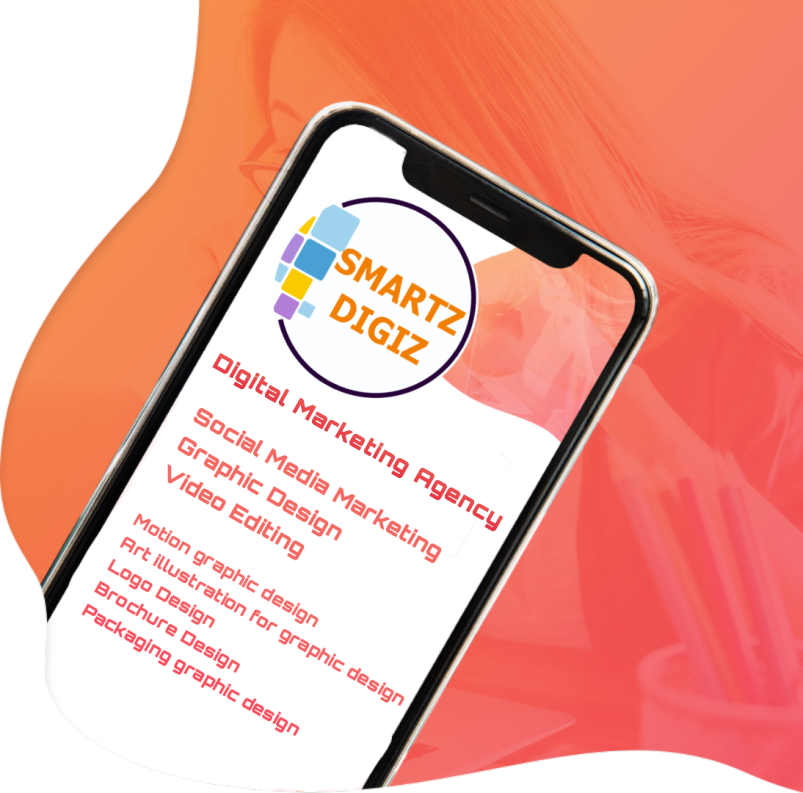 SMARTZ
DIGIZ
Digital Marketing Agency
Social Media Marketing
Graphic Design
Video Editing
Motion graphic design
Art illustration for graphic design
Logo Design
Brochure Design
Packaging graphic design